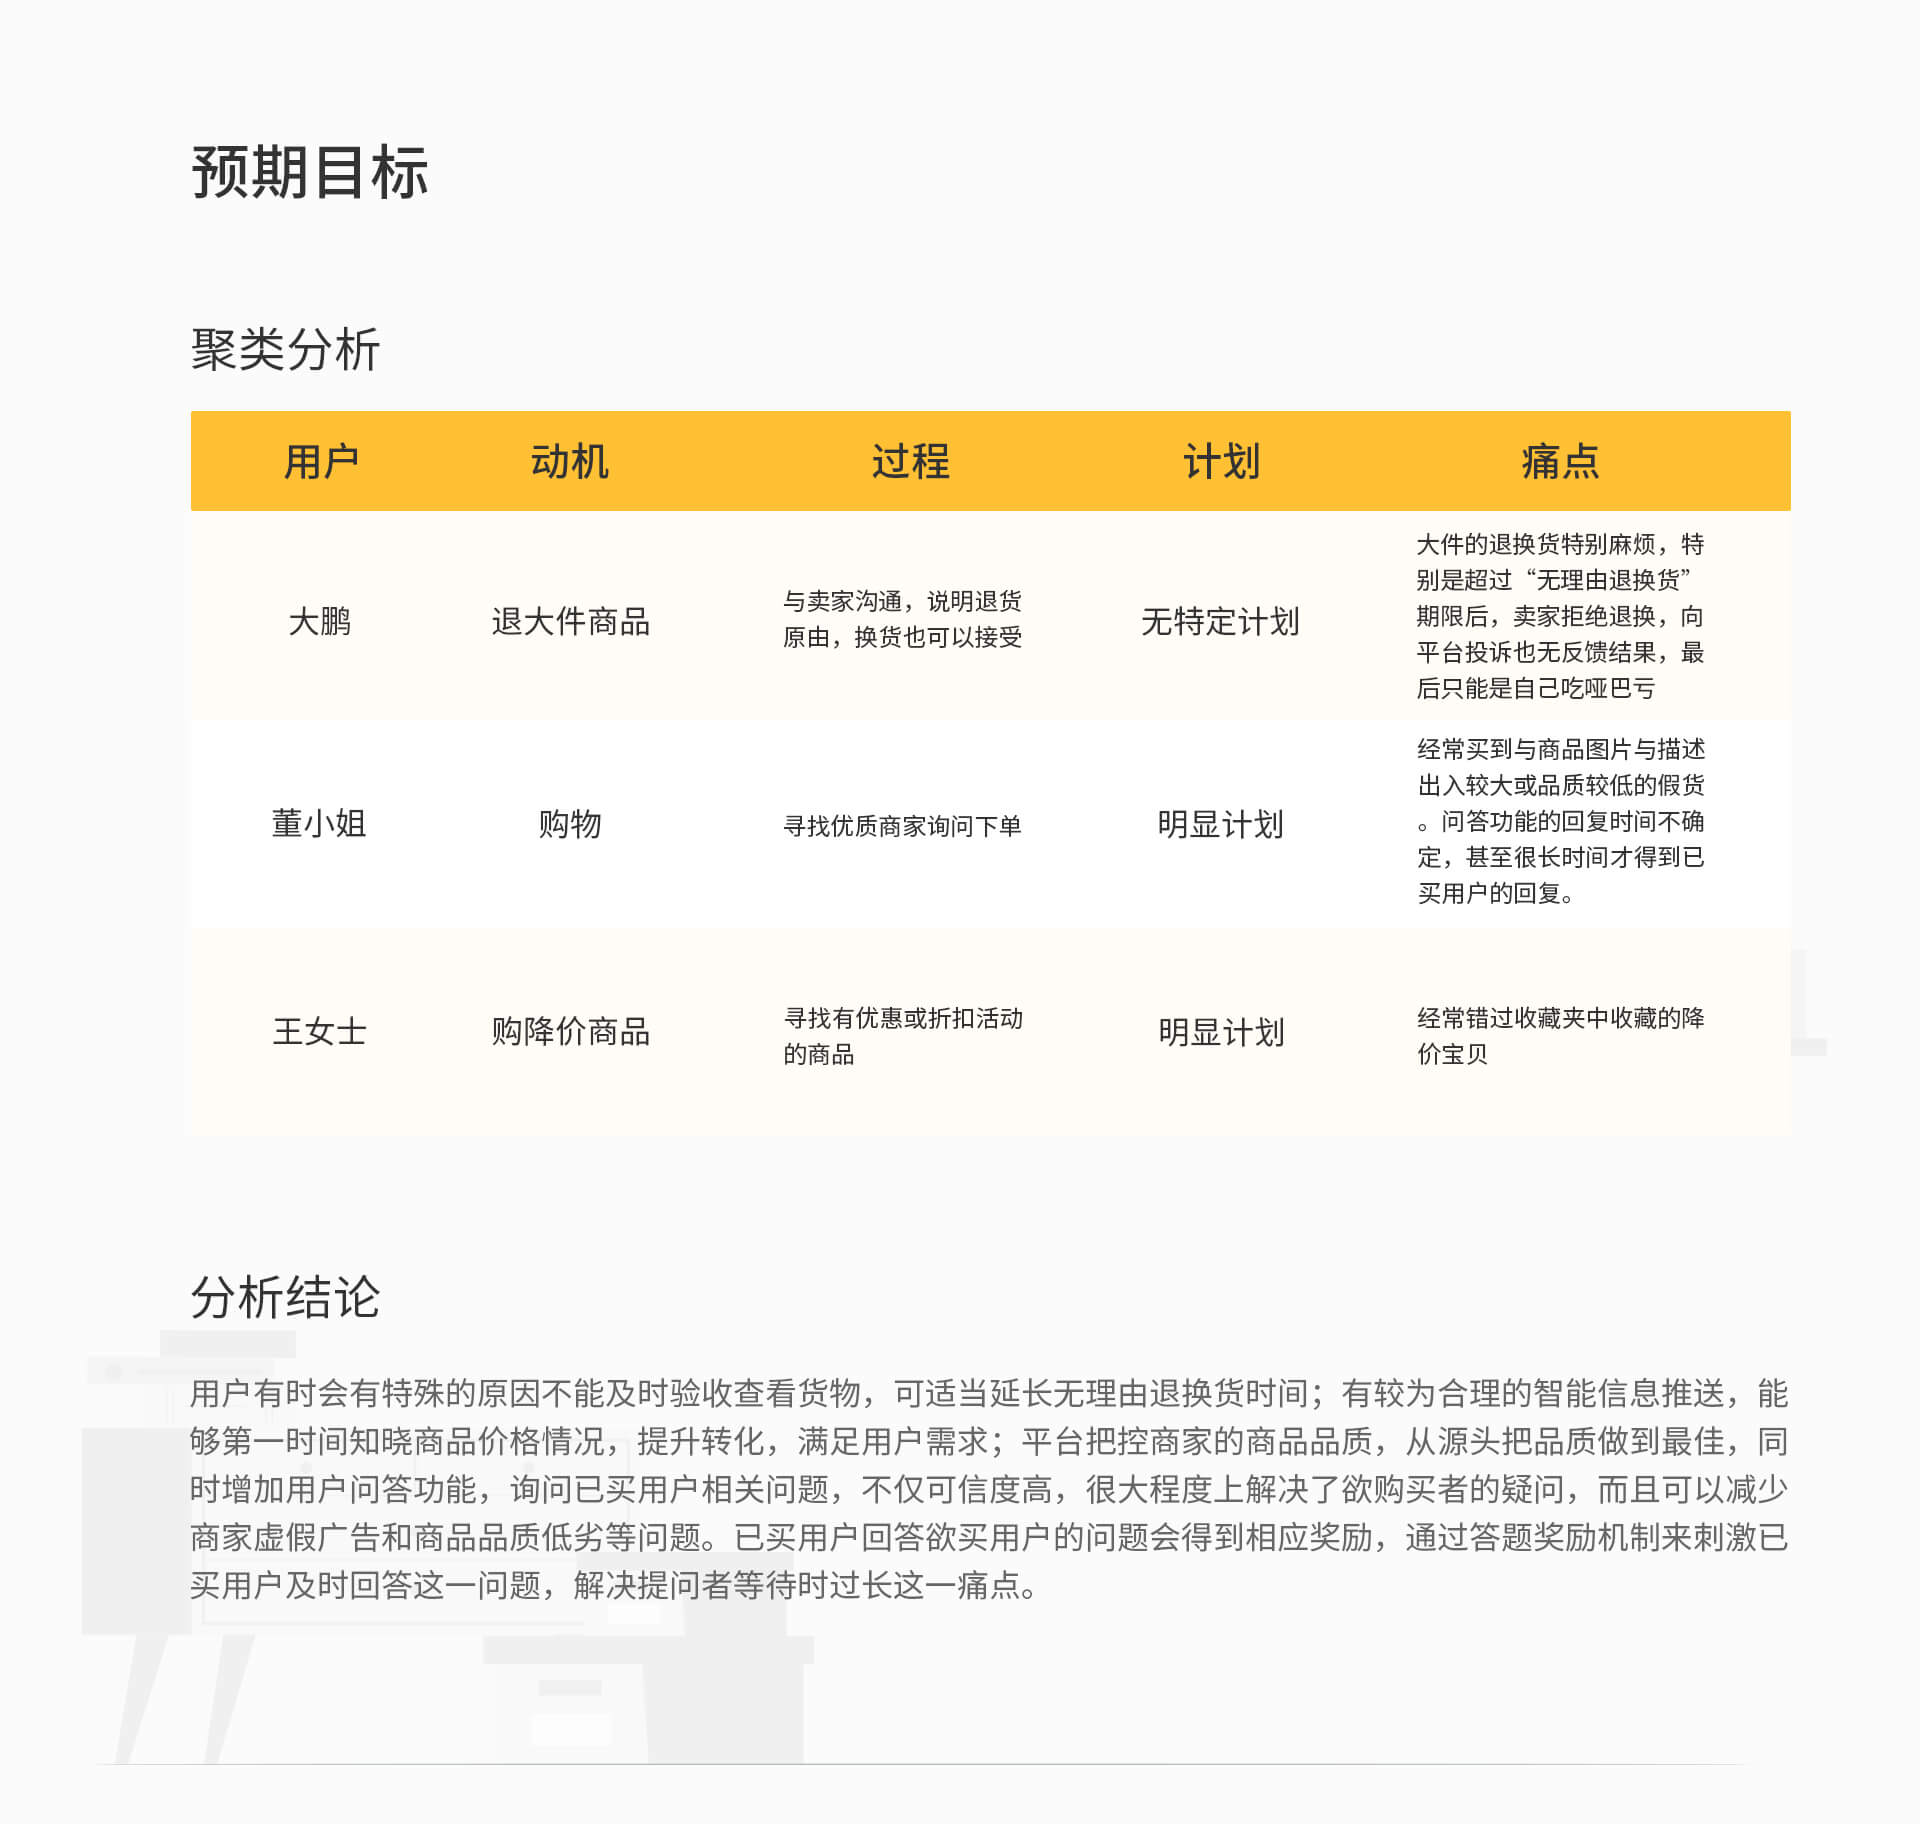 预期目标
聚类分析
用户 动机 过程 计划 痛点
大鹏
退大件商品
与卖家沟通，说明退货
原由，换货也可以接受
无特定计划
大件的退换货特别麻烦，特
别是超过“无理由退换货”
期限后，卖家拒绝退换，向
平台投诉也无反馈结果，最
后只能是自己吃哑巴亏
董小姐
购物
寻找优质商家询问下单
明显计划
经常买到与商品图片与描述
出入较大或品质较低的假货
。问答功能的回复时间不确
定，甚至很长时间才得到已
买用户的回复。
王女士
购降价商品
寻找有优惠或折扣活动
的商品
明显计划
经常错过收藏夹中收藏的降
价宝贝
分析结论
用户有时会有特殊的原因不能及时验收查看货物，可适当延长无理由退换货时间；有较为合理的智能信息推送，能
够第一时间知晓商品价格情况，提升转化，满足用户需求；平台把控商家的商品品质，从源头把品质做到最佳，同
时增加用户问答功能，询问已买用户相关问题，不仅可信度高，很大程度上解决了欲购买者的疑问，而且可以减少
商家虚假广告和商品品质低劣等问题。已买用户回答欲买用户的问题会得到相应奖励，通过答题奖励机制来刺激已
买用户及时回答这一问题，解决提问者等待时过长这一痛点。